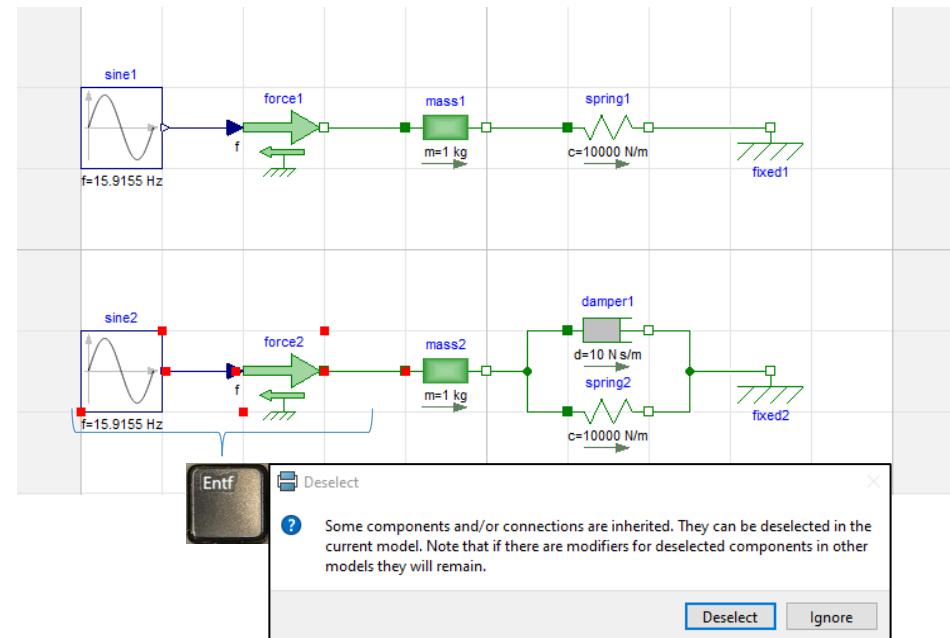 sine1
f=15.9155 Hz
force1
f
mass1
m=1 kg
spring1
c=10000 N/m
fixed1
sine2
f=15.9155 Hz
force2
f
mass2
m=1 kg
damper1
d=10 N s/m
spring2
c=10000 N/m
fixed2
Entf
Deselect
Some components and/or connections are inherited. They can be deselected in the
current model. Note that if there are modifiers for deselected components in other
models they will remain.
Deselect
Ignore